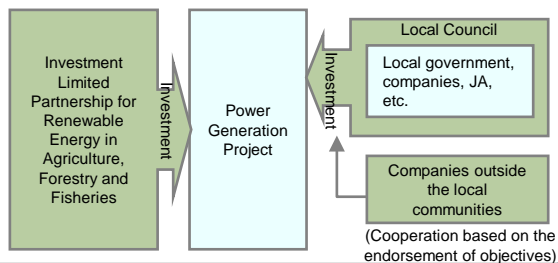 Investment
Limited
Partnership for
Renewable
Energy in
Agriculture,
Forestry and
Fisheries
Investment
Power
Generation
Project
Investment
Local Council
Local government,
companies, JA,
etc.
Companies outside
the local
communities
(Cooperation based on the
endorsement of objectives)